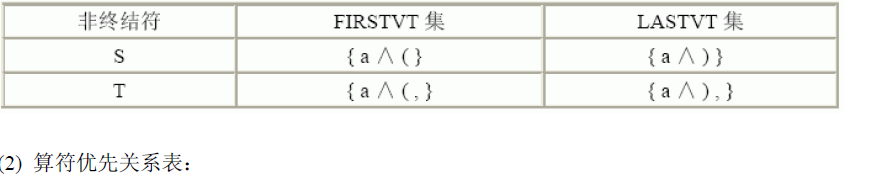 非终结符 FIRSTVT 集 LASTVT 集
S { a ∧ ( } { a ∧ ) }
T { a ∧ ( , } { a ∧ ) , }
(2) 算符优先关系表：